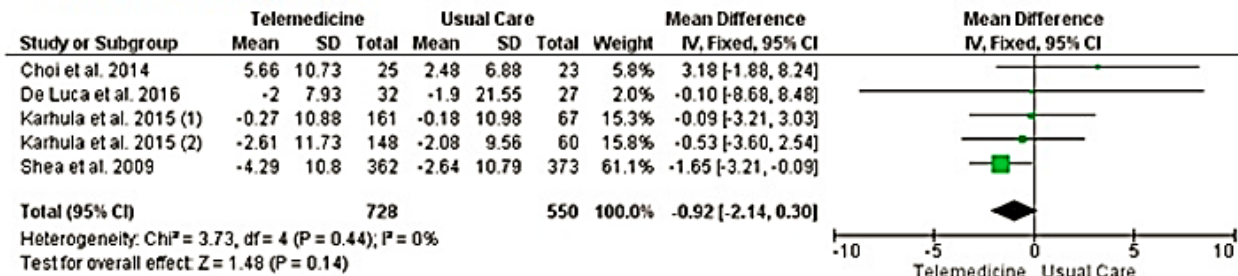 Telemedicine Usual Care Mean Difference Mean Difference
Study or Subgroup Mean SD Total Mean SD Total Weight IV, Fixed, 95% CI IV, Fixed, 95% CI
Choi et al. 2014 5.66 10.73 25 2.48 6.88 23 5.8% 3.18 [-1.88, 8.24]
De Luca et al. 2016 -2 7.93 32 -1.9 21.55 27 2.0% -0.10 [-8.68, 8.48]
Karhula et al. 2015 (1) -0.27 10.88 161 -0.18 10.98 67 15.3% -0.09 [-3.21, 3.03]
Karhula et al. 2015 (2) -2.61 11.73 148 -2.08 9.56 60 15.8% -0.53 [-3.60, 2.54]
Shea et al. 2009 -4.29 10.8 362 -2.64 10.79 373 61.1% -1.65 [-3.21, -0.09]
Total (95% CI) 728 550 100.0% -0.92 [-2.14, 0.30]
Heterogeneity: Chi² = 3.73, df = 4 (P = 0.44); I² = 0%
Test for overall effect: Z = 1.48 (P = 0.14)
-10 -5 0 5 10
Telemedicine Usual Care